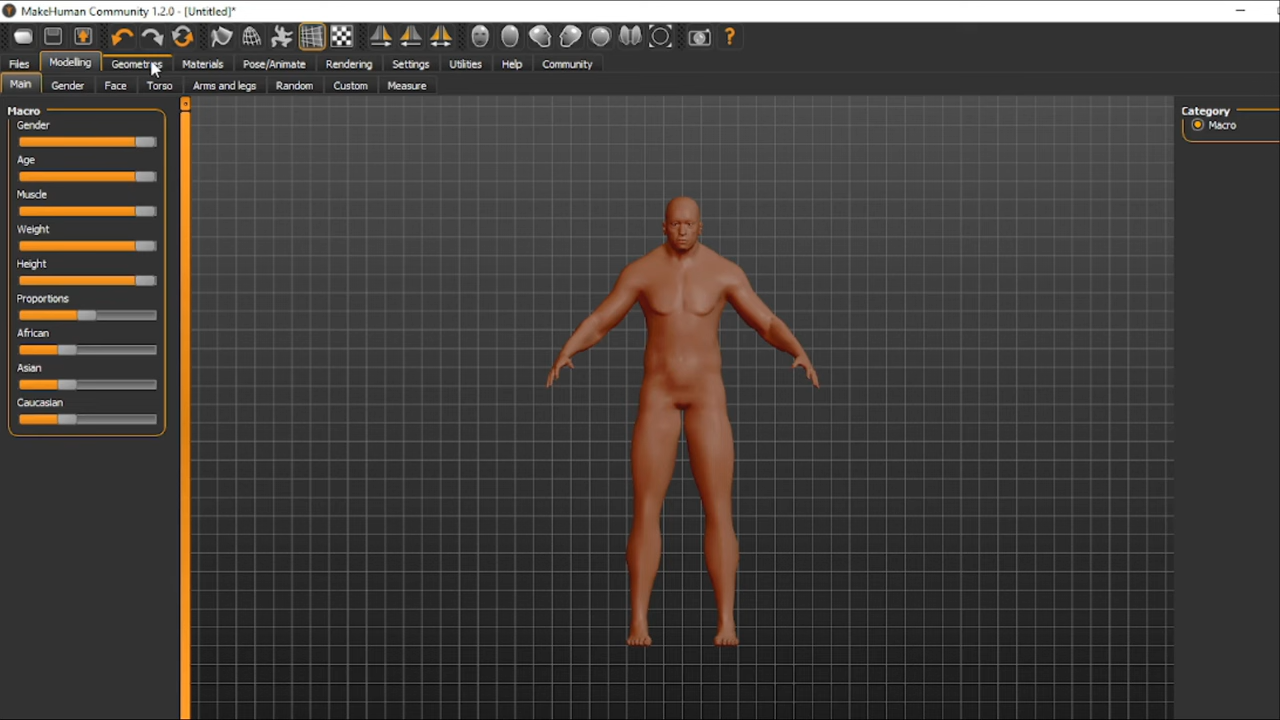 MakeHuman Community 1.2.0 - [Untitled]*
Files Modelling Geometries Materials Pose/Animate Rendering Settings Utilities Help Community
Main Gender Face Torso Arms and legs Random Custom Measure
Macro
Gender
Age
Muscle
Weight
Height
Proportions
African
Asian
Caucasian
Category
Macro